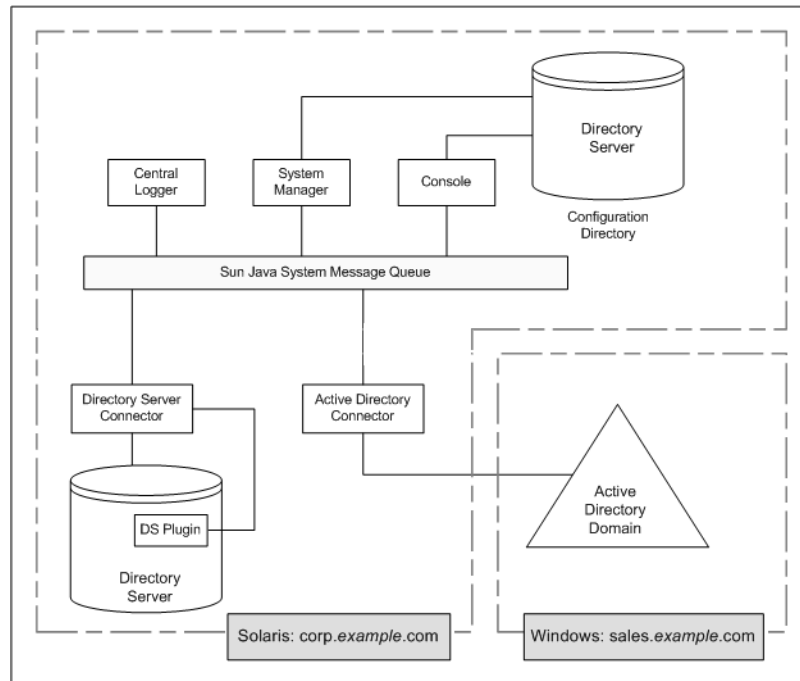 Directory
Server
Central
Logger
System
Manager
Console
Configuration
Directory
Sun Java System Message Queue
Directory Server
Connector
Active Directory
Connector
DS Plugin
Directory
Server
Active
Directory
Domain
Solaris: corp.example.com
Windows: sales.example.com